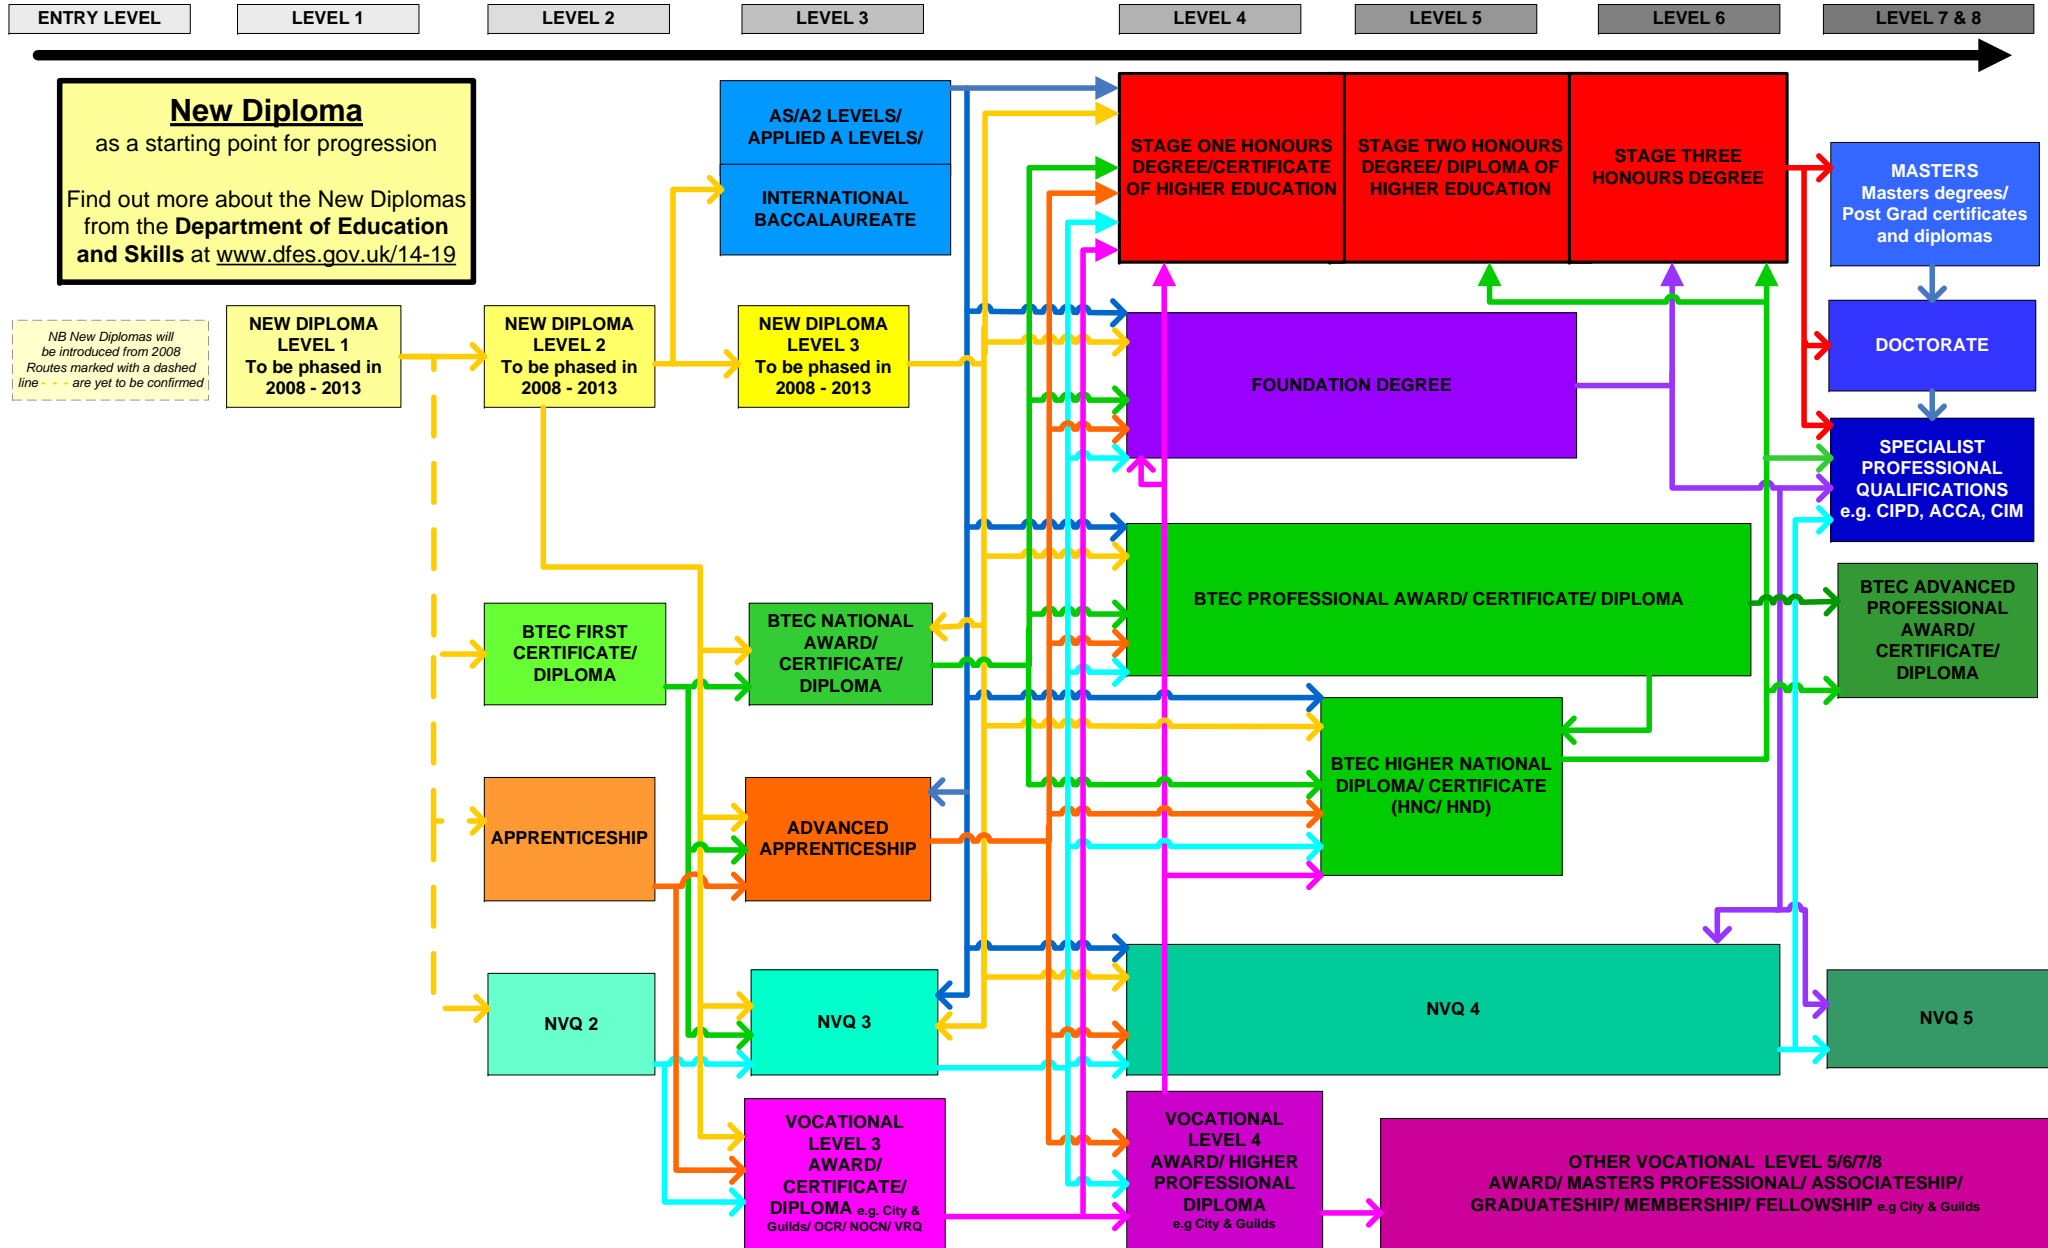 ENTRY LEVEL
LEVEL 1
LEVEL 2
LEVEL 3
LEVEL 4
LEVEL 5
LEVEL 6
LEVEL 7 & 8
New Diploma
as a starting point for progression
Find out more about the New Diplomas
from the Department of Education
and Skills at www.dfes.gov.uk/14-19
AS/A2 LEVELS/
APPLIED A LEVELS/
INTERNATIONAL
BACCALAUREATE
STAGE ONE HONOURS
DEGREE/CERTIFICATE
OF HIGHER EDUCATION
STAGE TWO HONOURS
DEGREE/ DIPLOMA OF
HIGHER EDUCATION
STAGE THREE
HONOURS DEGREE
MASTERS
Masters degrees/
Post Grad certificates
and diplomas
NB New Diplomas will
be introduced from 2008
Routes marked with a dashed
line - - - are yet to be confirmed
NEW DIPLOMA
LEVEL 1
To be phased in
2008 - 2013
NEW DIPLOMA
LEVEL 2
To be phased in
2008 - 2013
NEW DIPLOMA
LEVEL 3
To be phased in
2008 - 2013
FOUNDATION DEGREE
DOCTORATE
SPECIALIST
PROFESSIONAL
QUALIFICATIONS
e.g. CIPD, ACCA, CIM
BTEC FIRST
CERTIFICATE/
DIPLOMA
BTEC NATIONAL
AWARD/
CERTIFICATE/
DIPLOMA
BTEC PROFESSIONAL AWARD/ CERTIFICATE/ DIPLOMA
BTEC ADVANCED
PROFESSIONAL
AWARD/
CERTIFICATE/
DIPLOMA
BTEC HIGHER NATIONAL
DIPLOMA/ CERTIFICATE
(HNC/ HND)
APPRENTICESHIP
ADVANCED
APPRENTICESHIP
NVQ 2
NVQ 3
NVQ 4
NVQ 5
VOCATIONAL
LEVEL 3
AWARD/
CERTIFICATE/
DIPLOMA e.g. City &
Guilds/ OCR/ NOCN/ VRQ
VOCATIONAL
LEVEL 4
AWARD/ HIGHER
PROFESSIONAL
DIPLOMA
e.g City & Guilds
OTHER VOCATIONAL LEVEL 5/6/7/8
AWARD/ MASTERS PROFESSIONAL/ ASSOCIATESHIP/
GRADUATESHIP/ MEMBERSHIP/ FELLOWSHIP e.g City & Guilds